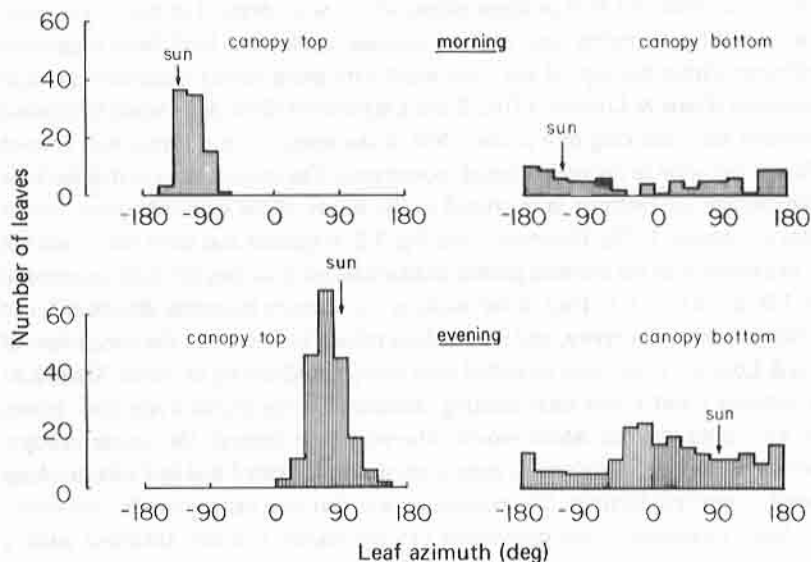 60
canopy top
morning
canopy bottom
sun
40
sun
20
0
-180 -90 0 90 180
-180 -90 0 90 180
sun
60
canopy top
evening
canopy bottom
40
sun
20
0
-180 -90 0 90 180
-180 -90 0 90 180
Number of leaves
Leaf azimuth (deg)